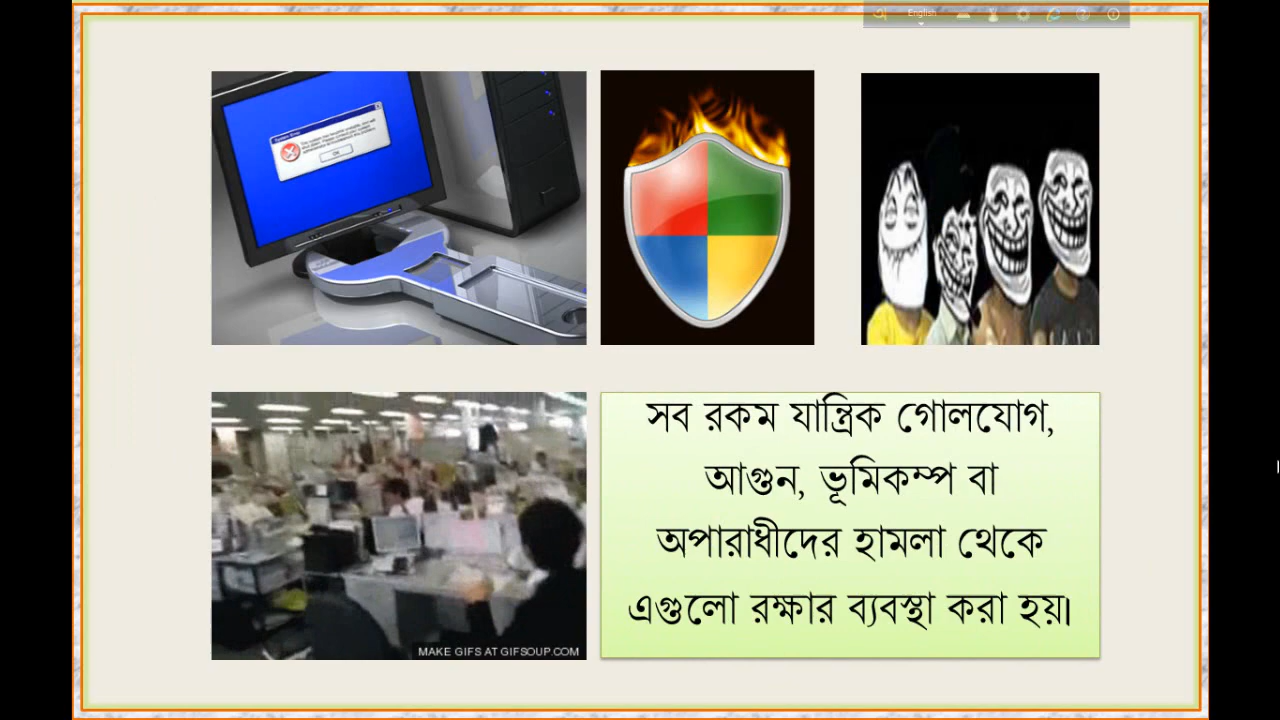 English
সব রকম যান্ত্রিক গোলযোগ,
আগুন, ভূমিকম্প বা
অপারাধীদের হামলা থেকে
এগুলো রক্ষার ব্যবস্থা করা হয়।
MAKE GIFS AT GIFSOUP.COM